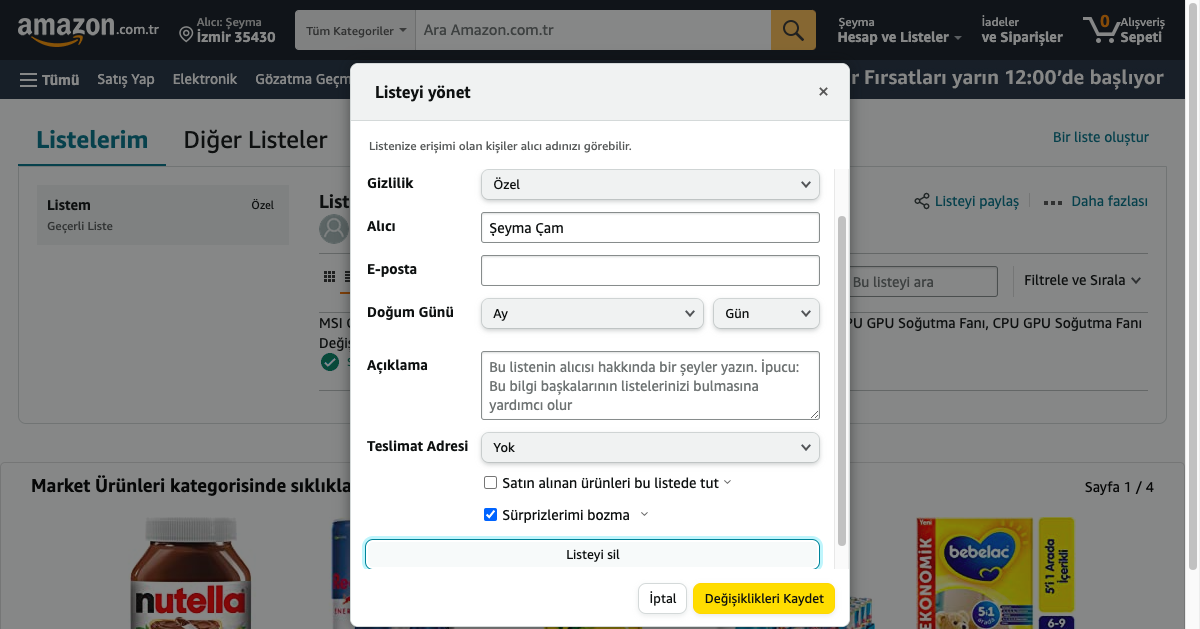 amazon.com.tr
Alıcı: Şeyma
İzmir 35430
Tüm Kategoriler
Ara Amazon.com.tr
Şeyma
Hesap ve Listeler
İadeler
ve Siparişler
0
Alışveriş
Sepeti
Tümü
Satış Yap
Elektronik
Gözatma Geçm
r Fırsatları yarın 12:00’de başlıyor
Listelerim
Diğer Listeler
Bir liste oluştur
Listem
Özel
Geçerli Liste
List
Listeyi paylaş
Daha fazlası
Bu listeyi ara
Filtrele ve Sırala
MSI
PU GPU Soğutma Fanı, CPU GPU Soğutma Fanı
Değiş
Listeyi yönet
Listenize erişimi olan kişiler alıcı adınızı görebilir.
Gizlilik
Özel
Alıcı
Şeyma Çam
E-posta
Doğum Günü
Ay
Gün
Açıklama
Bu listenin alıcısı hakkında bir şeyler yazın. İpucu:
Bu bilgi başkalarının listelerinizi bulmasına
yardımcı olur
Teslimat Adresi
Yok
Satın alınan ürünleri bu listede tut
Sürprizlerimi bozma
Listeyi sil
İptal
Değişiklikleri Kaydet
Market Ürünleri kategorisinde sıklıkla
Sayfa 1 / 4
nutella
Yeni
EKONOMİK
bebelac
5'i 1 Arada
İçerikli
5:1
arada
6-9